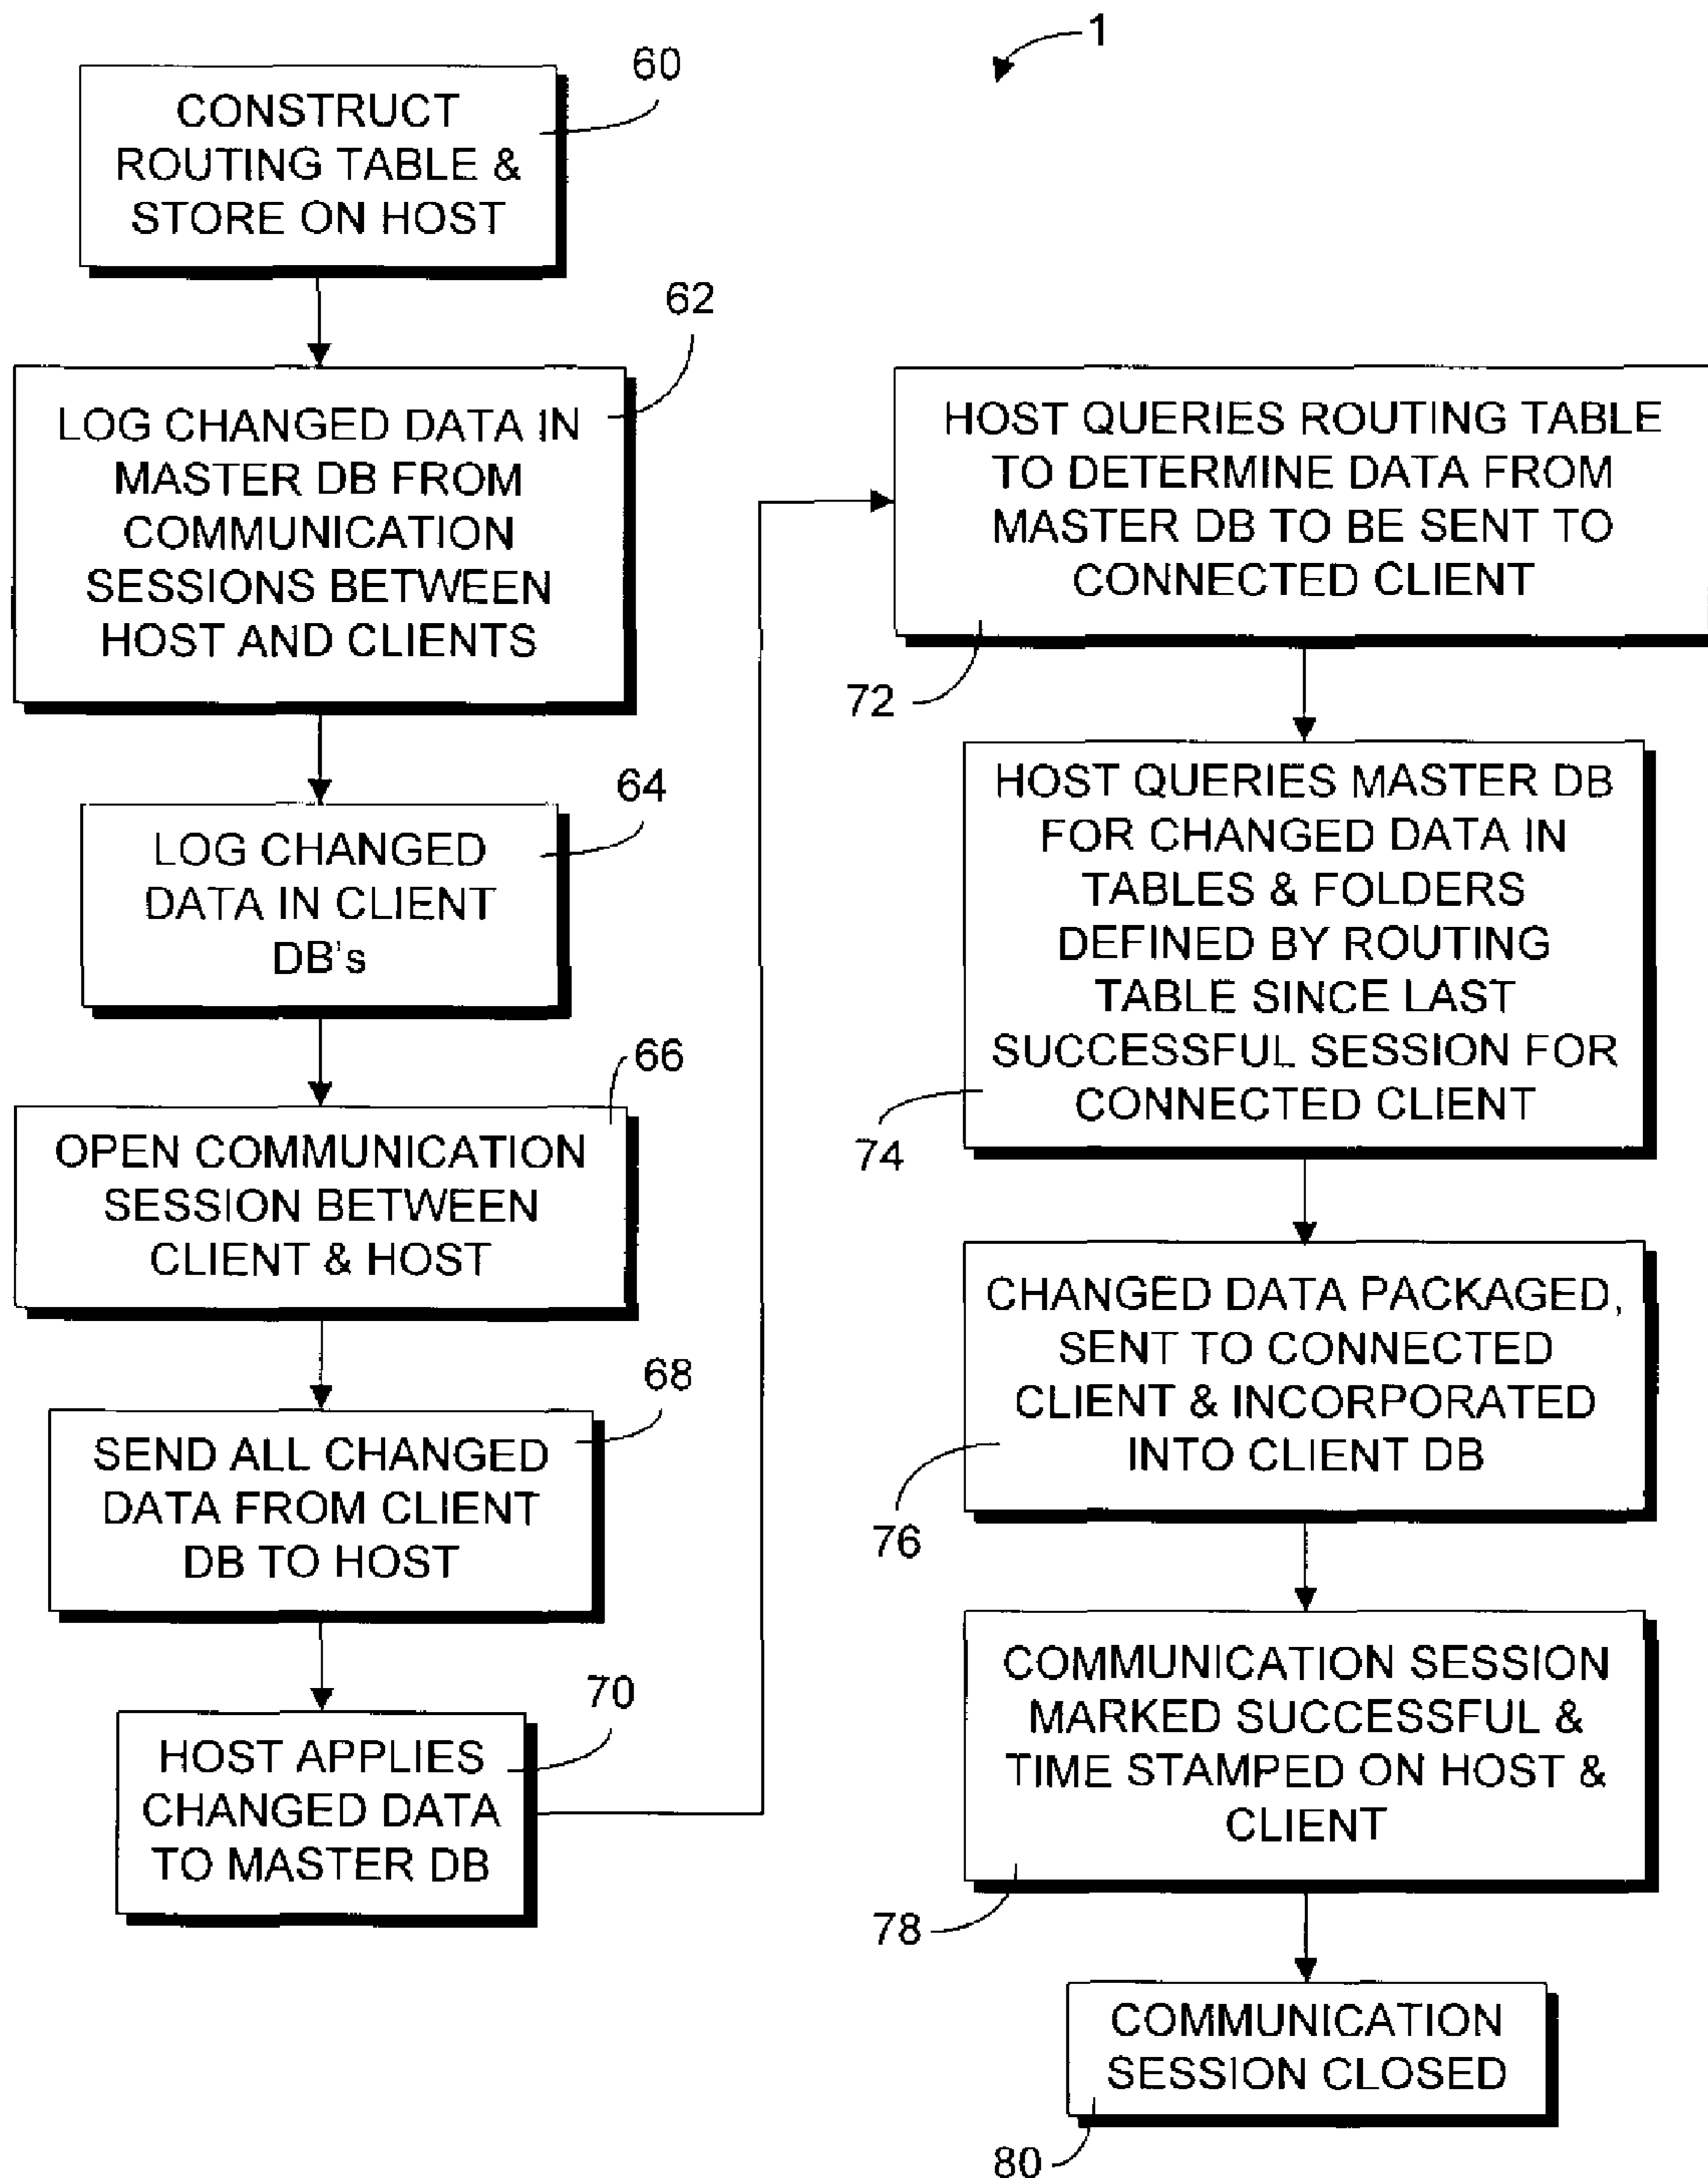 1
60
CONSTRUCT
ROUTING TABLE &
STORE ON HOST
62
LOG CHANGED DATA IN
MASTER DB FROM
COMMUNICATION
SESSIONS BETWEEN
HOST AND CLIENTS
64
LOG CHANGED
DATA IN CLIENT
DB's
66
OPEN COMMUNICATION
SESSION BETWEEN
CLIENT & HOST
68
SEND ALL CHANGED
DATA FROM CLIENT
DB TO HOST
70
HOST APPLIES
CHANGED DATA
TO MASTER DB
HOST QUERIES ROUTING TABLE
TO DETERMINE DATA FROM
MASTER DB TO BE SENT TO
CONNECTED CLIENT
72
HOST QUERIES MASTER DB
FOR CHANGED DATA IN
TABLES & FOLDERS
DEFINED BY ROUTING
TABLE SINCE LAST
SUCCESSFUL SESSION FOR
CONNECTED CLIENT
74
CHANGED DATA PACKAGED,
SENT TO CONNECTED
CLIENT & INCORPORATED
INTO CLIENT DB
76
COMMUNICATION SESSION
MARKED SUCCESSFUL &
TIME STAMPED ON HOST &
CLIENT
78
COMMUNICATION
SESSION CLOSED
80